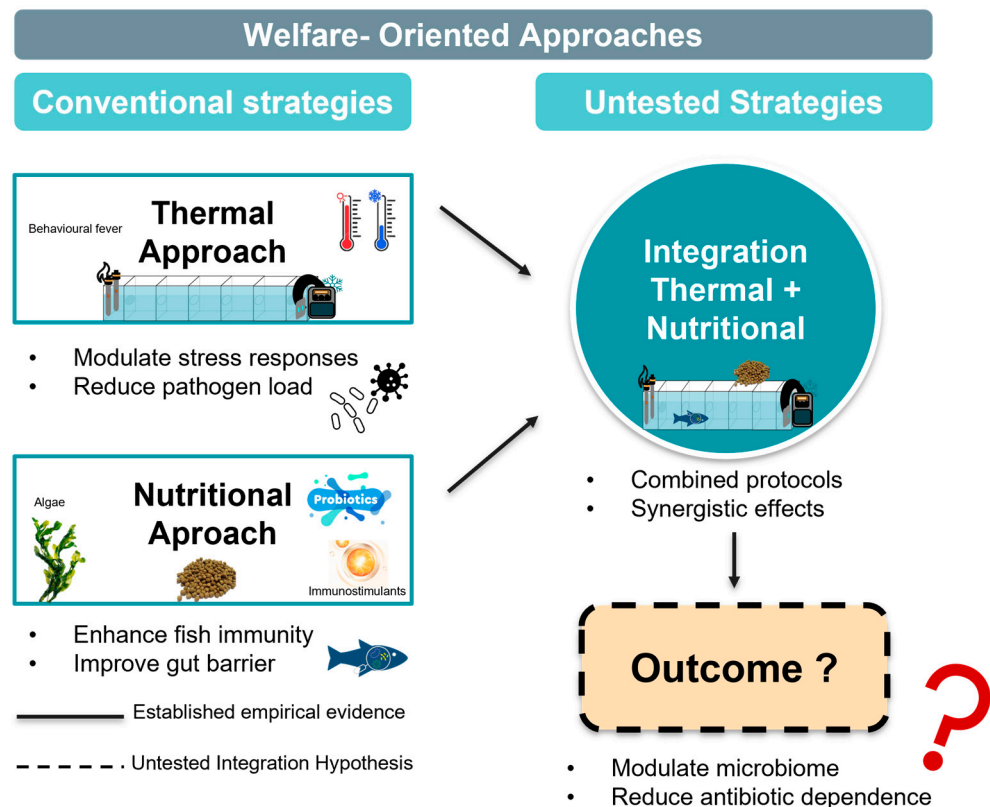 Welfare- Oriented Approaches
Conventional strategies
Untested Strategies
Behavioural fever
Thermal
Approach
• Modulate stress responses
• Reduce pathogen load
Algae
Nutritional
Aproach
Probiotics
Immunostimulants
• Enhance fish immunity
• Improve gut barrier
Established empirical evidence
Untested Integration Hypothesis
Integration
Thermal +
Nutritional
• Combined protocols
• Synergistic effects
Outcome ?
?
• Modulate microbiome
• Reduce antibiotic dependence